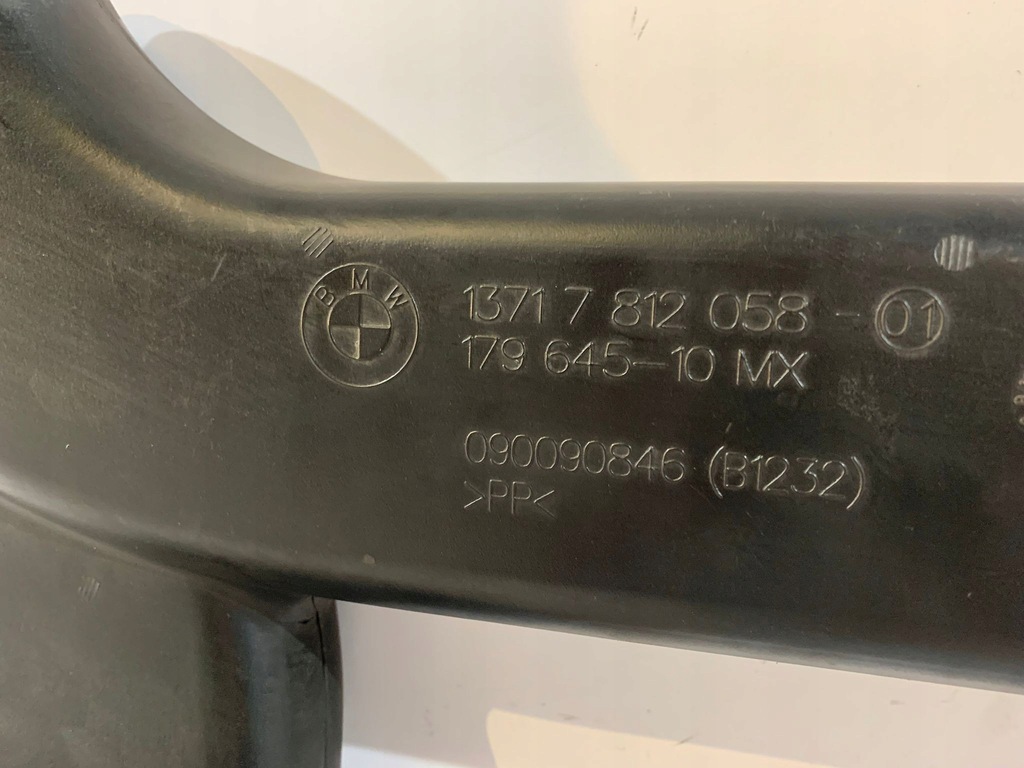 BMW
1371 7 812 058 - 01
179 645-10 MX
090090846 (B1232)
>PP<